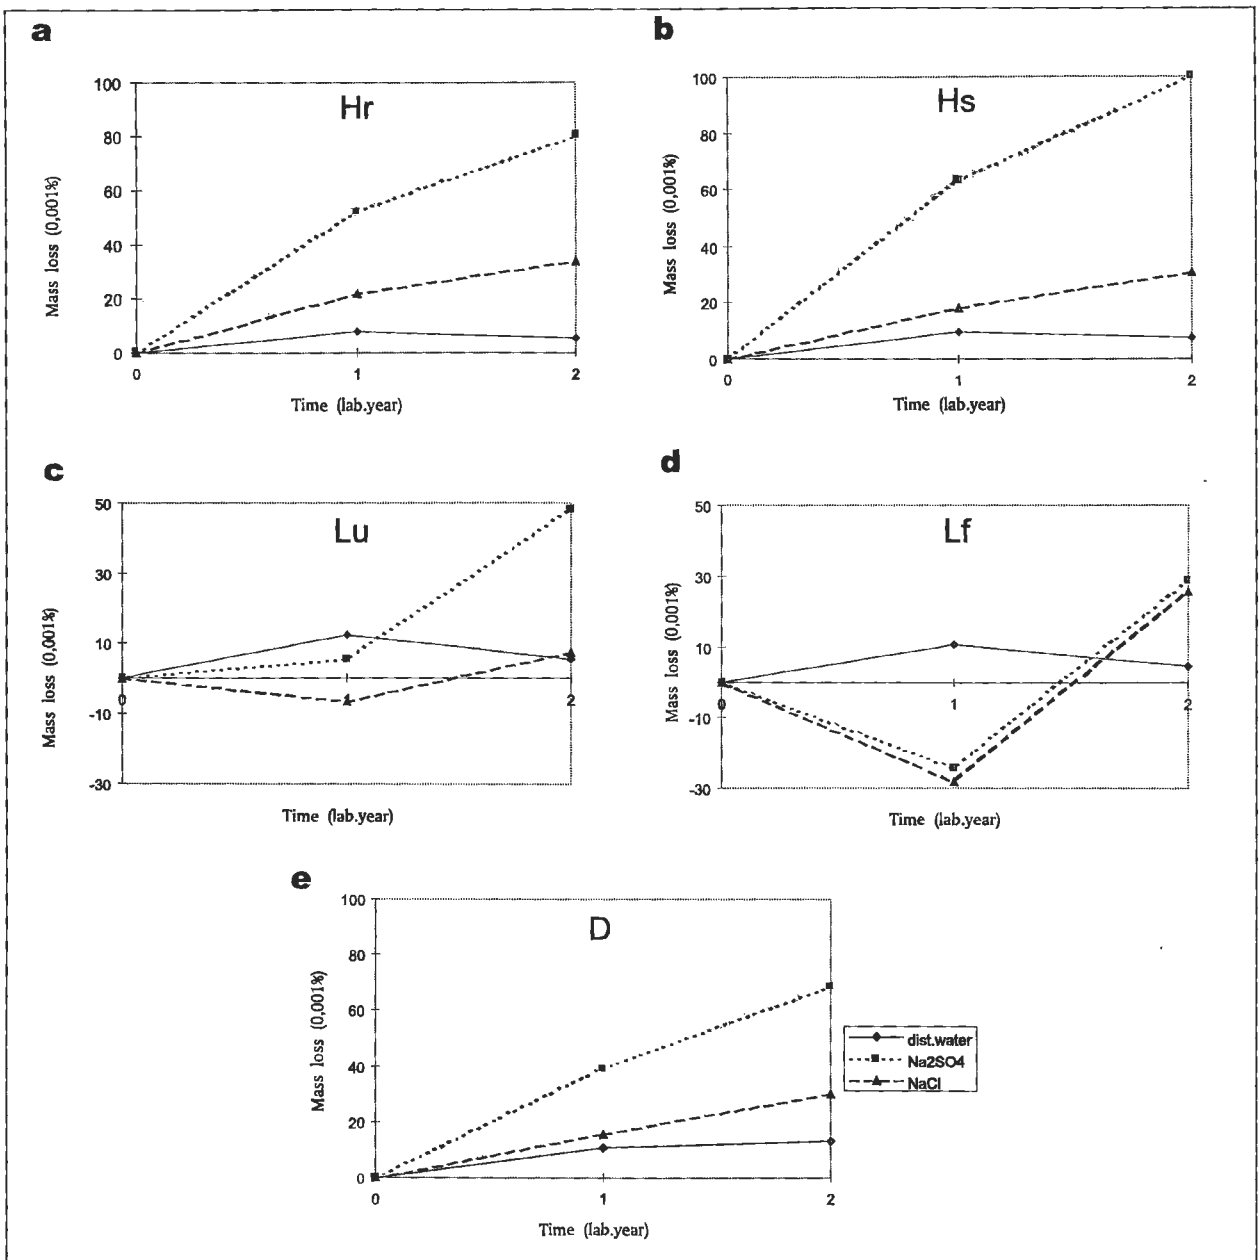 a
Hr
100
80
60
40
20
0
0 1 2
Mass loss (0,001%)
Time (lab.year)
b
Hs
100
80
60
40
20
0
0 1 2
Mass loss (0,001%)
Time (lab.year)
c
Lu
50
30
10
-10
-30
0 1 2
Mass loss (0,001%)
Time (lab.year)
d
Lf
50
30
10
-10
-30
0 1 2
Mass loss (0,001%)
Time (lab.year)
e
D
100
80
60
40
20
0
0 1 2
Mass loss (0,001%)
Time (lab.year)
dist.water
Na2SO4
NaCl